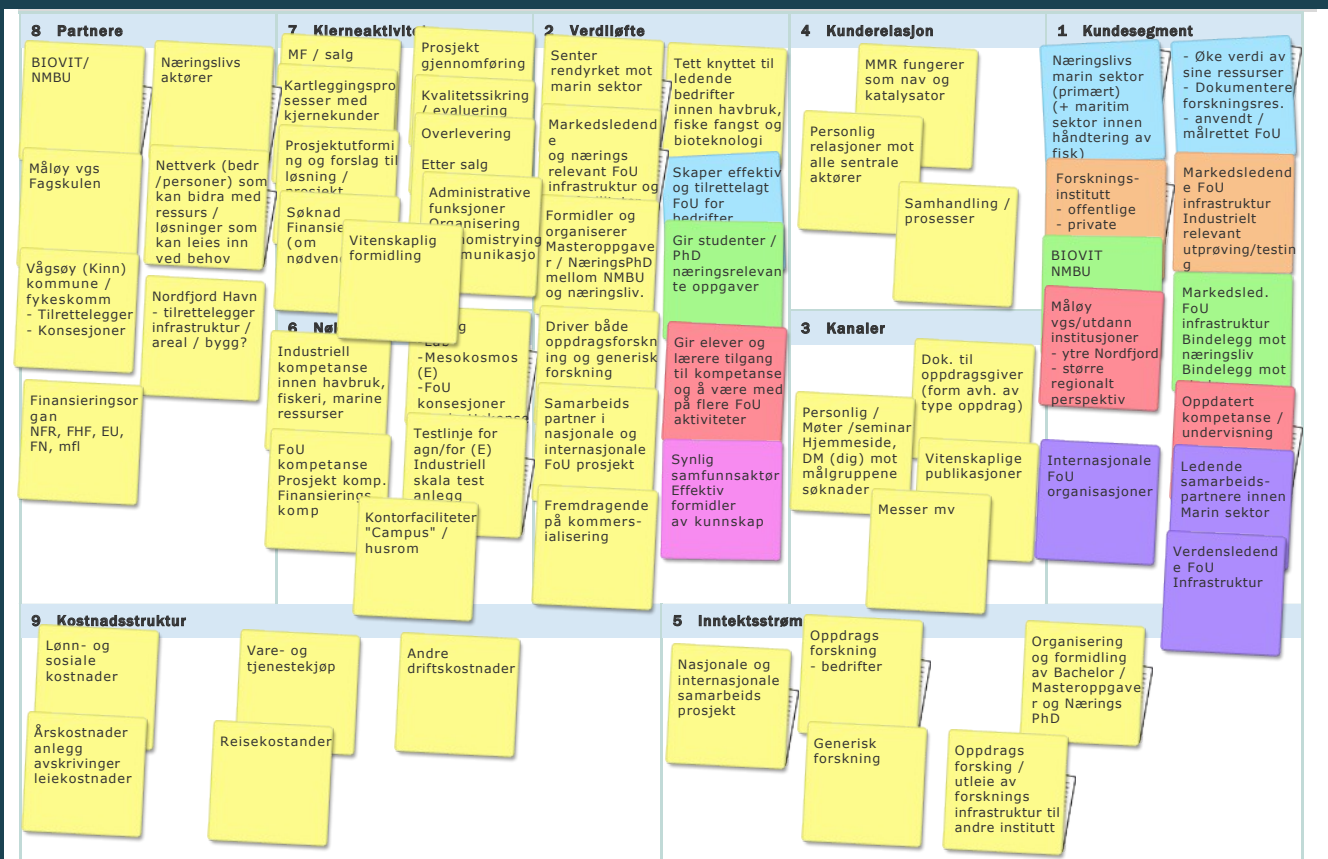 8 Partnere
BIOVIT/
NMBU
Næringslivs
aktører
Måløy vgs
Fagskulen
Nettverk (bedr
/personer) som
kan bidra med
ressurs /
løsninger som
kan leies inn
ved behov
Vågsøy (Kinn)
kommune /
fykeskomm
- Tilrettelegger
- Konsesjoner
Nordfjord Havn
- tilrettelegger
infrastruktur /
areal / bygg?
Finansieringsor
gan
NFR, FHF, EU,
FN, mfl
7 Kjerneaktivite
MF / salg
Kartleggingspro
sesser med
kjernekunder
Prosjektutformi
ng og forslag til
løsning /
prosjekt
Søknad
Finansie
(om
nødven
Prosjekt
gjennomføring
Kvalitetssikring
/ evaluering
Overlevering
Etter salg
Administrative
funksjoner
Organisering
omistrying
munikasjo
Vitenskaplig
formidling
6 Nøk
Industriell
kompetanse
innen havbruk,
fiskeri, marine
ressurser
g
-Mesokosmos
(E)
-FoU
konsesjoner
FoU
kompetanse
Prosjekt komp.
Finansierings
komp
Testlinje for
agn/for (E)
Industriell
skala test
anlegg
Kontorfaciliteter
"Campus" /
husrom
2 Verdiløfte
Senter
rendyrket mot
marin sektor
Markedsledend
e
og nærings
relevant FoU
infrastruktur og
Formidler og
organiserer
Masteroppgave
r / NæringsPhD
mellom NMBU
og næringsliv.
Driver både
oppdragsforskn
ing og generisk
forskning
Samarbeids
partner i
nasjonale og
internasjonale
FoU prosjekt
Fremdragende
på kommers-
ialisering
Tett knyttet til
ledende
bedrifter
innen havbruk,
fiske fangst og
bioteknologi
Skaper effektiv
og tilrettelagt
FoU for
bedrifter
Gir studenter /
PhD
næringsrelevan
te oppgaver
Gir elever og
lærere tilgang
til kompetanse
og å være med
på flere FoU
aktiviteter
Synlig
samfunnsaktør
Effektiv
formidler
av kunnskap
4 Kunderelasjon
MMR fungerer
som nav og
katalysator
Personlig
relasjoner mot
alle sentrale
aktører
Samhandling /
prosesser
3 Kanaler
Dok. til
oppdragsgiver
(form avh. av
type oppdrag)
Personlig /
Møter /seminar
Hjemmeside,
DM (dig) mot
målgruppene
søknader
Vitenskaplige
publikasjoner
Messer mv
1 Kundesegment
Næringslivs
marin sektor
(primært)
(+ maritim
sektor innen
håndtering av
fisk)
- Øke verdi av
sine ressurser
- Dokumentere
forskningsres.
- anvendt /
målrettet FoU
Forsknings-
institutt
- offentlige
- private
Markedsledend
e FoU
infrastruktur
Industrielt
relevant
utprøving/testin
g
BIOVIT
NMBU
Markedsled.
FoU
infrastruktur
Bindelegg mot
næringsliv
Bindelegg mot
Måløy
vgs/utdann
institusjoner
- ytre Nordfjord
- større
regionalt
perspektiv
Oppdatert
kompetanse /
undervisning
Internasjonale
FoU
organisasjoner
Ledende
samarbeids-
partnere innen
Marin sektor
Verdensledend
e FoU
Infrastruktur
9 Kostnadsstruktur
Lønn- og
sosiale
kostnader
Vare- og
tjenestekjøp
Andre
driftskostnader
Årskostnader
anlegg
avskrivinger
leiekostnader
Reisekostander
5 Inntektsstrøm
Nasjonale og
internasjonale
samarbeids
prosjekt
Oppdrags
forskning
- bedrifter
Organisering
og formidling
av Bachelor /
Masteroppgave
r og Nærings
PhD
Generisk
forskning
Oppdrags
forsking /
utleie av
forsknings
infrastruktur til
andre institutt